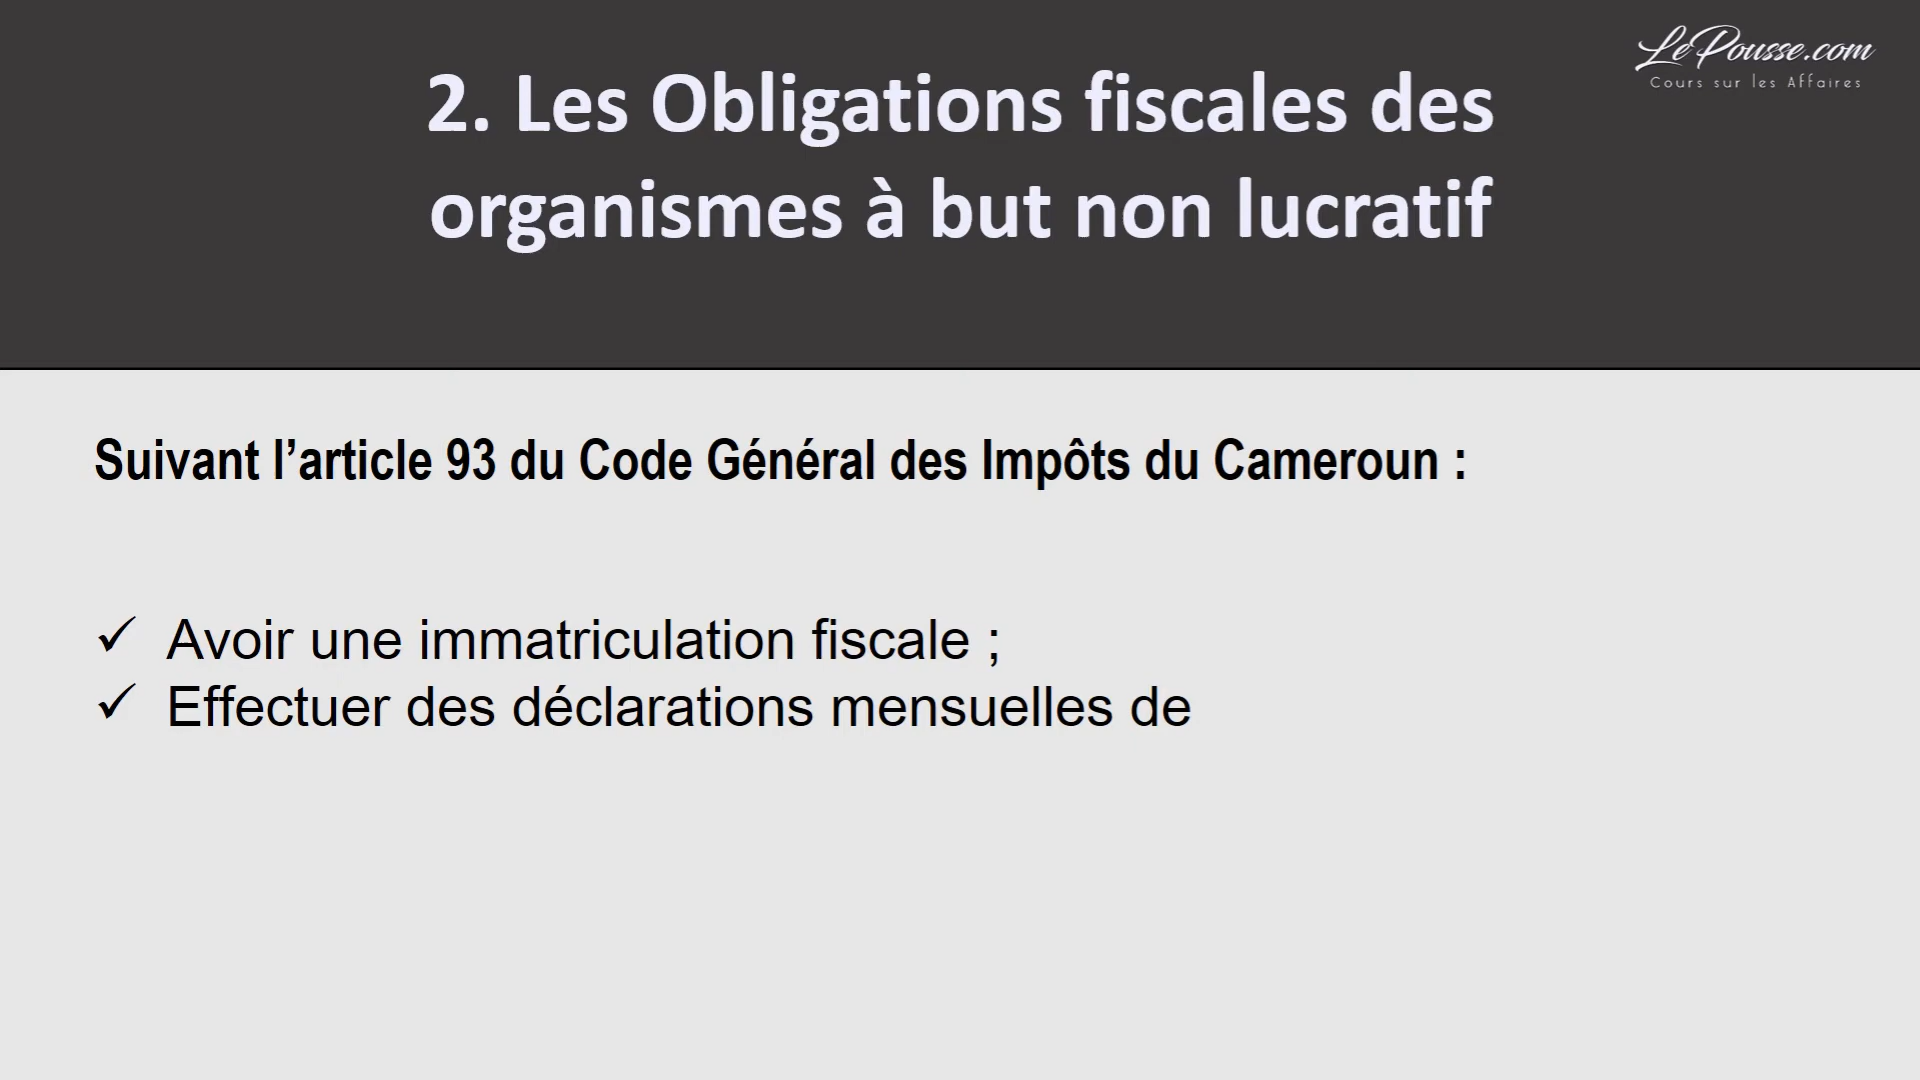 LePousse.com
Cours sur les Affaires
2. Les Obligations fiscales des
organismes à but non lucratif
Suivant l’article 93 du Code Général des Impôts du Cameroun :
✓ Avoir une immatriculation fiscale ;
✓ Effectuer des déclarations mensuelles de